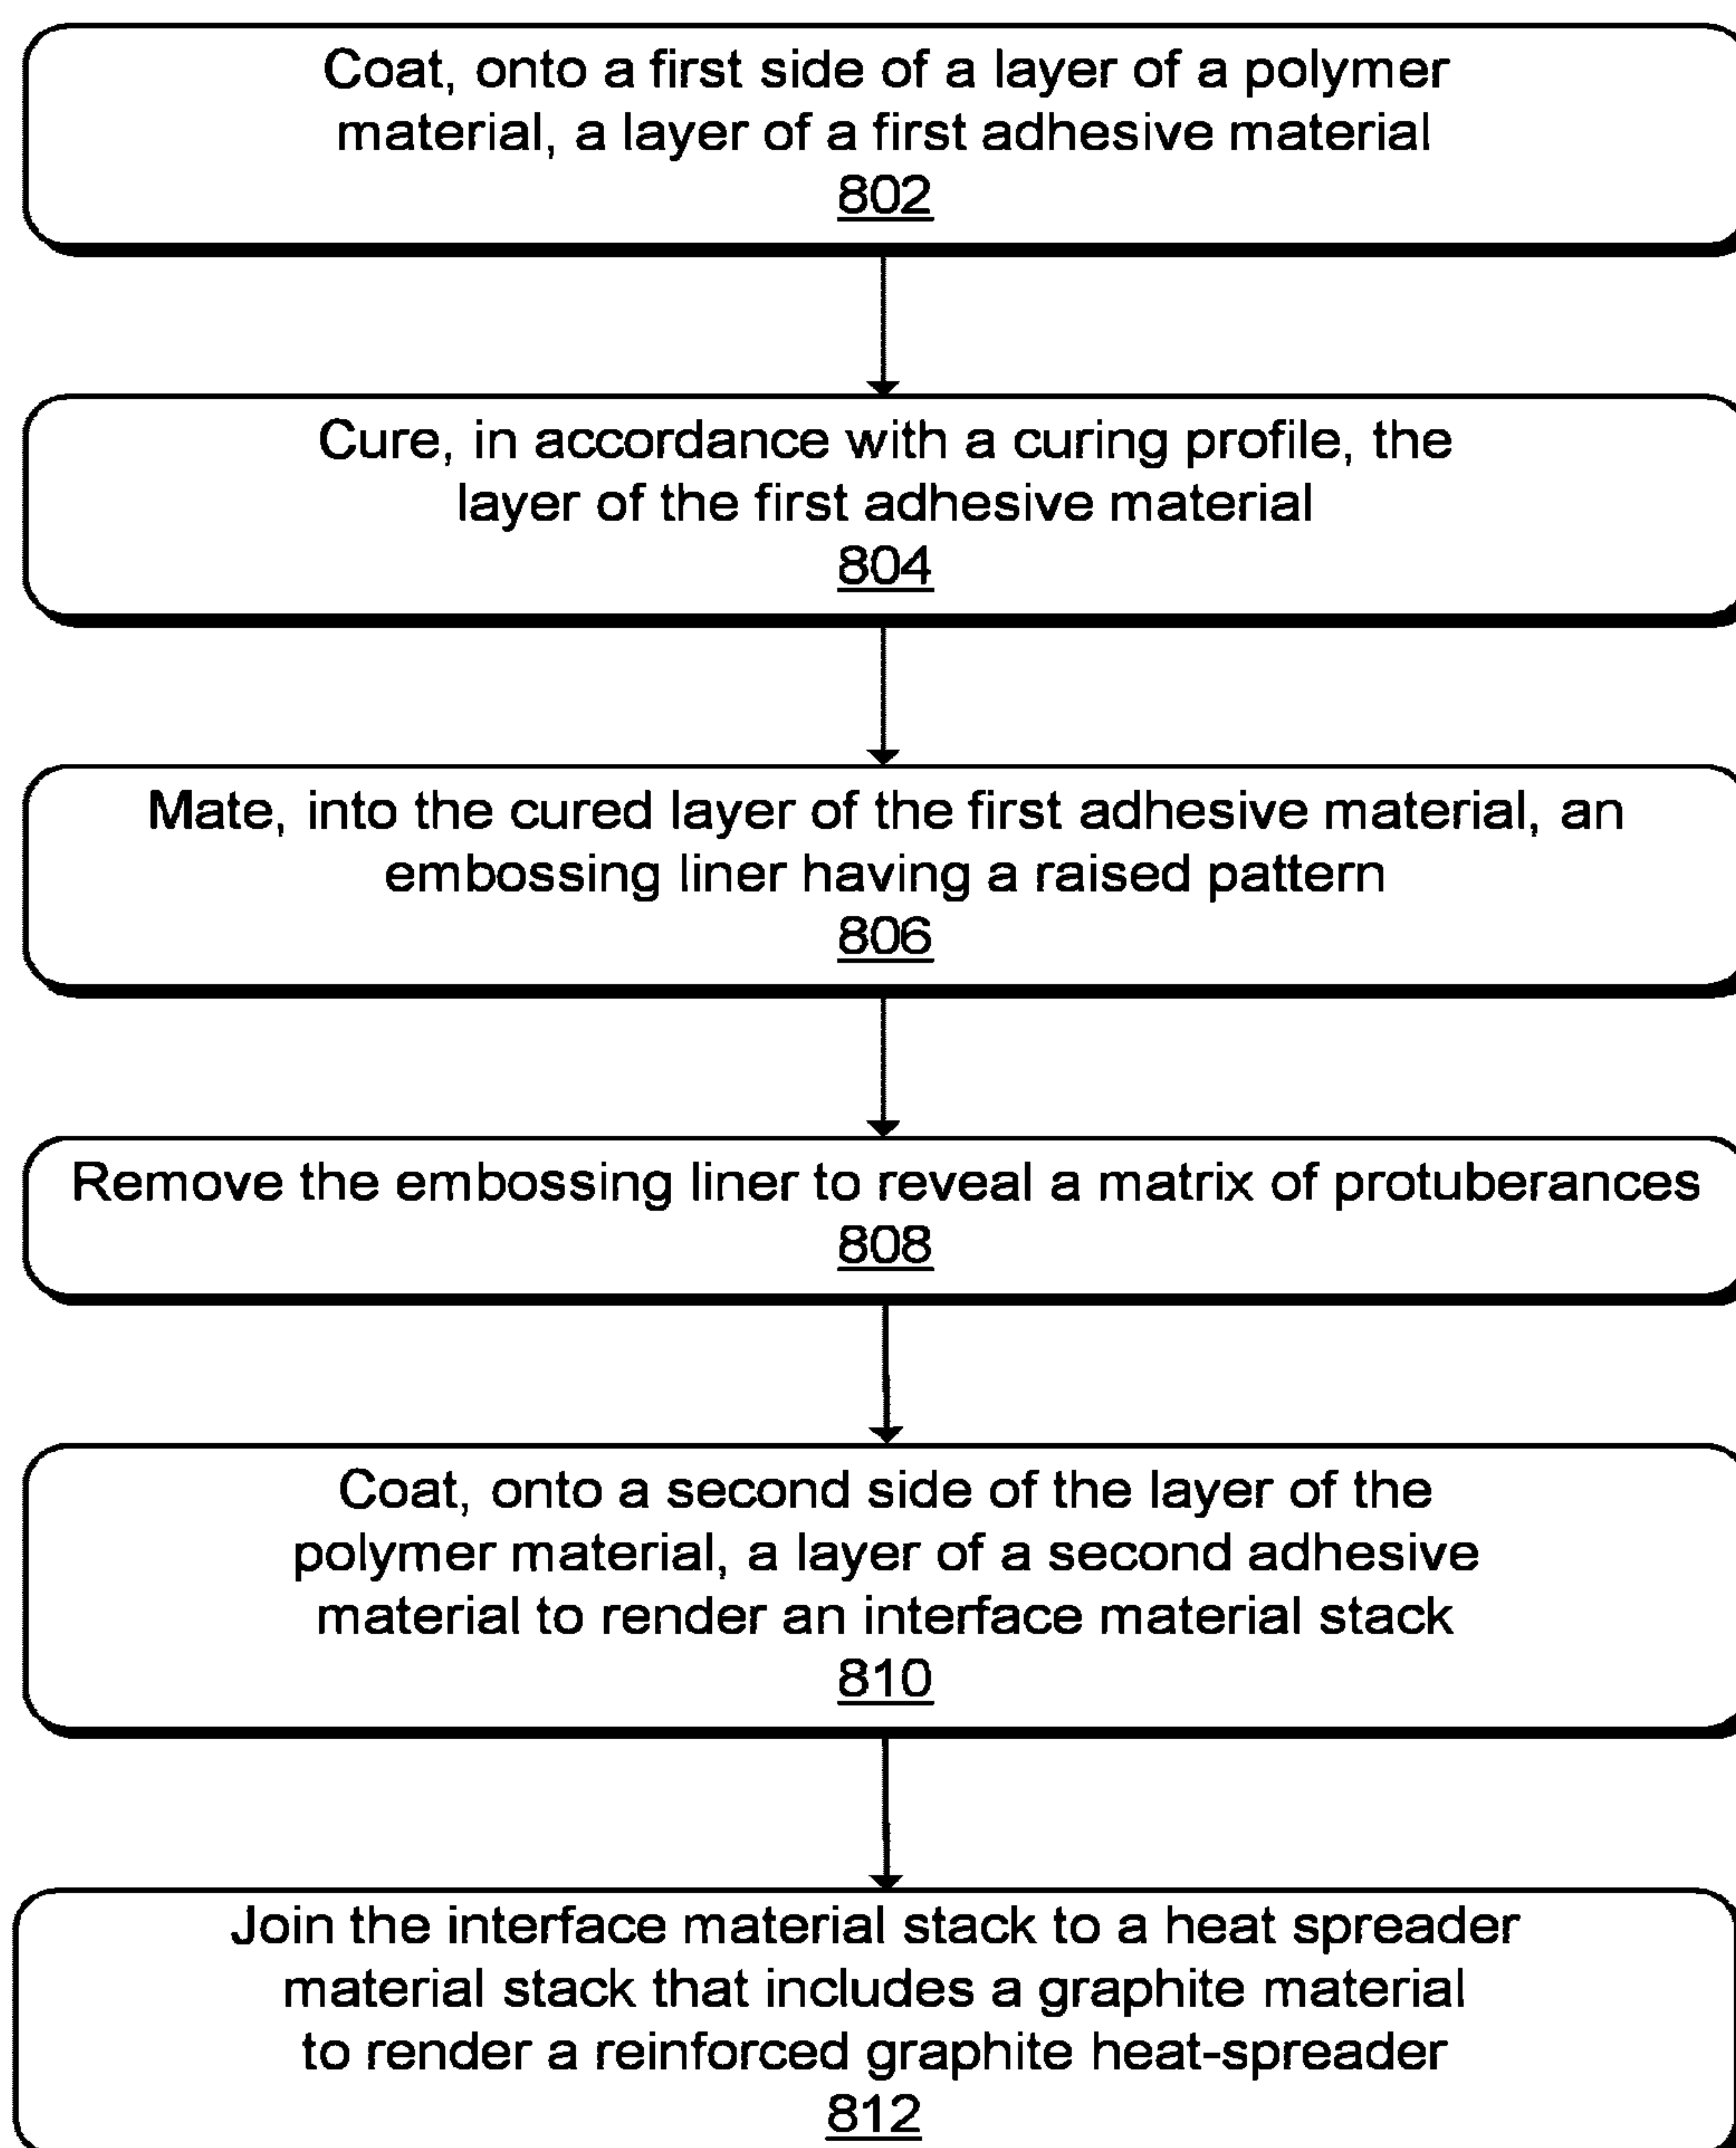 Coat, onto a first side of a layer of a polymer
material, a layer of a first adhesive material
802
Cure, in accordance with a curing profile, the
layer of the first adhesive material
804
Mate, into the cured layer of the first adhesive material, an
embossing liner having a raised pattern
806
Remove the embossing liner to reveal a matrix of protuberances
808
Coat, onto a second side of the layer of the
polymer material, a layer of a second adhesive
material to render an interface material stack
810
Join the interface material stack to a heat spreader
material stack that includes a graphite material
to render a reinforced graphite heat-spreader
812